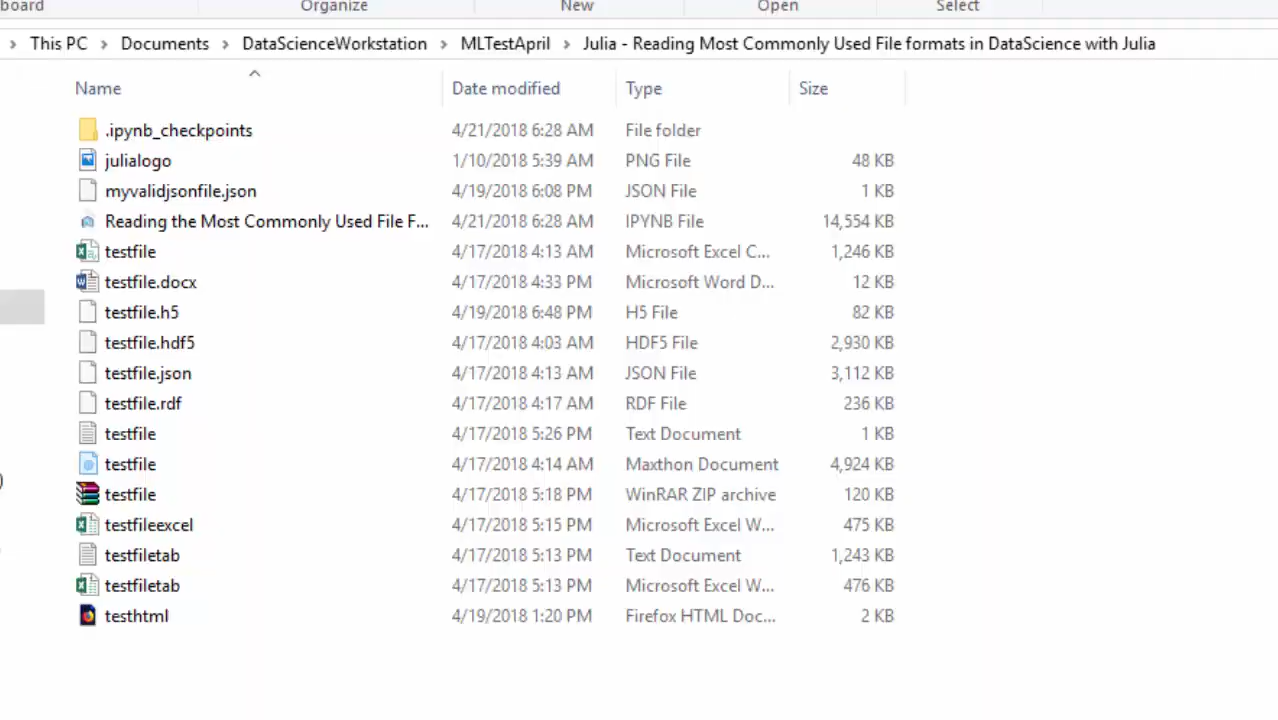 board Organize New Open Select
This PC Documents DataScienceWorkstation MLTestApril Julia - Reading Most Commonly Used File formats in DataScience with Julia
Name Date modified Type Size
.ipynb_checkpoints 4/21/2018 6:28 AM File folder
julialogo 1/10/2018 5:39 AM PNG File 48 KB
myvalidjsonfile.json 4/19/2018 6:08 PM JSON File 1 KB
Reading the Most Commonly Used File F... 4/21/2018 6:28 AM IPYNB File 14,554 KB
testfile 4/17/2018 4:13 AM Microsoft Excel C... 1,246 KB
testfile.docx 4/17/2018 4:33 PM Microsoft Word D... 12 KB
testfile.h5 4/19/2018 6:48 PM H5 File 82 KB
testfile.hdf5 4/17/2018 4:03 AM HDF5 File 2,930 KB
testfile.json 4/17/2018 4:13 AM JSON File 3,112 KB
testfile.rdf 4/17/2018 4:17 AM RDF File 236 KB
testfile 4/17/2018 5:26 PM Text Document 1 KB
testfile 4/17/2018 4:14 AM Maxthon Document 4,924 KB
testfile 4/17/2018 5:18 PM WinRAR ZIP archive 120 KB
testfileexcel 4/17/2018 5:15 PM Microsoft Excel W... 475 KB
testfiletab 4/17/2018 5:13 PM Text Document 1,243 KB
testfiletab 4/17/2018 5:13 PM Microsoft Excel W... 476 KB
testhtml 4/19/2018 1:20 PM Firefox HTML Doc... 2 KB